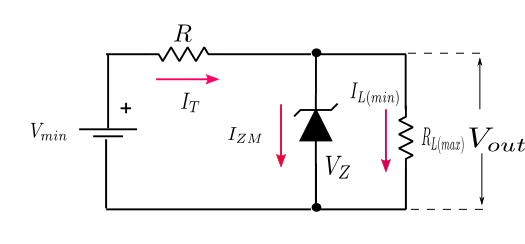 R
I_T
+
V_min
I_ZM
V_Z
I_L(min)
R_L(max)
V_out